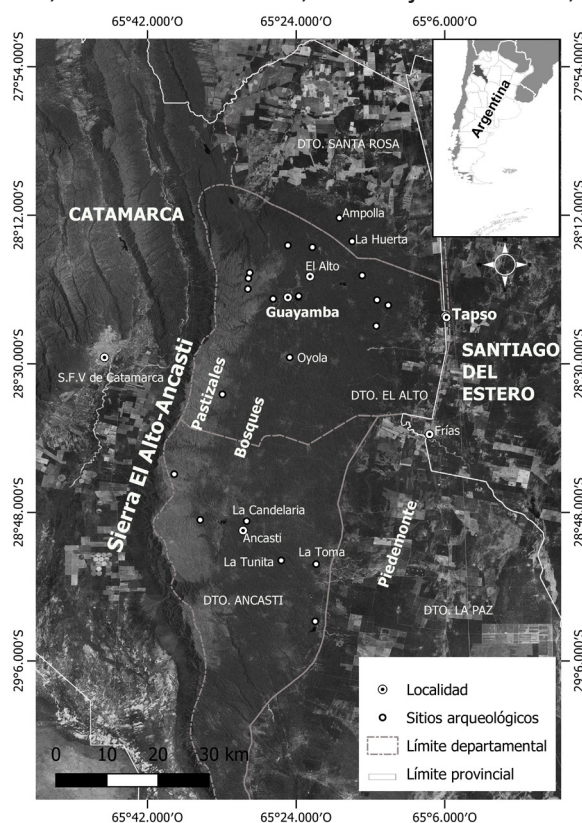 65°42.000'O 65°24.000'O 65°6.000'O
27°54.000'S
27°54.000'S
Argentina
DTO. SANTA ROSA
28°12.000'S
28°12.000'S
CATAMARCA
Ampolla
La Huerta
El Alto
Guayamba
Tapso
SANTIAGO
DEL
ESTERO
Oyola
28°30.000'S
28°30.000'S
S.F.V de Catamarca
Pastizales
Bosques
DTO. EL ALTO
Frías
Sierra El Alto-Ancasti
28°48.000'S
28°48.000'S
La Candelaria
Ancasti
La Tunita
La Toma
Piedemonte
DTO. ANCASTI
DTO. LA PAZ
29°6.000'S
29°6.000'S
Localidad
Sitios arqueológicos
Límite departamental
Límite provincial
0 10 20 30 km
65°42.000'O 65°24.000'O 65°6.000'O